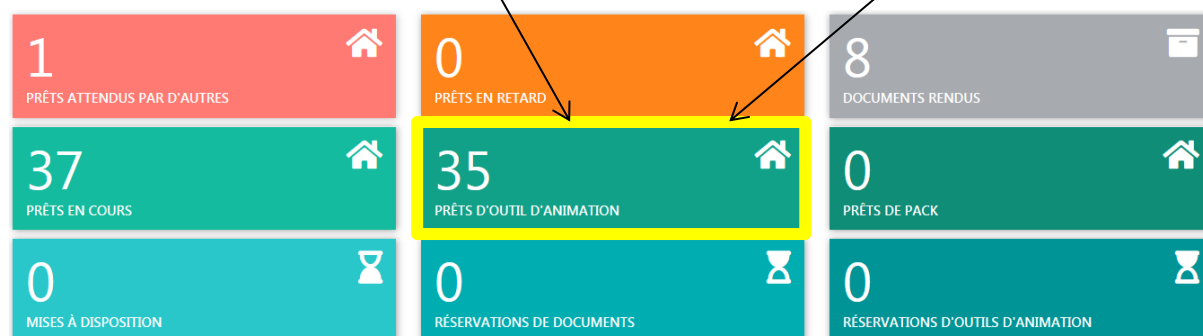 1
PRÊTS ATTENDUS PAR D'AUTRES
0
PRÊTS EN RETARD
8
DOCUMENTS RENDUS
37
PRÊTS EN COURS
35
PRÊTS D'OUTIL D'ANIMATION
0
PRÊTS DE PACK
0
MISES À DISPOSITION
0
RÉSERVATIONS DE DOCUMENTS
0
RÉSERVATIONS D'OUTILS D'ANIMATION